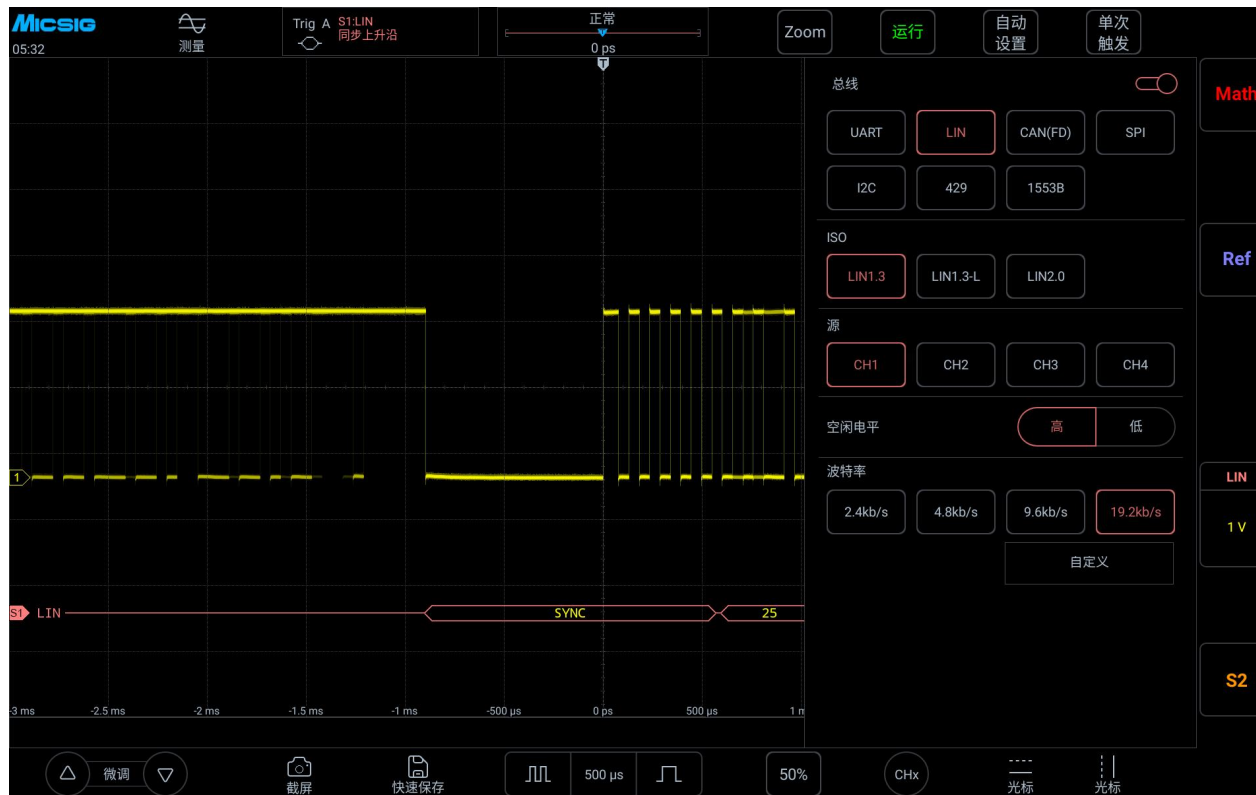 Micsig
05:32
测量
Trig A S1:LIN
同步上升沿
正常
0 ps
Zoom
运行
自动
设置
单次
触发
T
总线
Math
UART LIN CAN(FD) SPI
I2C 429 1553B
ISO
Ref
LIN1.3 LIN1.3-L LIN2.0
源
CH1 CH2 CH3 CH4
空闲电平 高 低
波特率
1
LIN
2.4kb/s 4.8kb/s 9.6kb/s 19.2kb/s
1 V
自定义
S1 LIN SYNC 25
S2
-3 ms -2.5 ms -2 ms -1.5 ms -1 ms -500 µs 0 ps 500 µs 1 m
微调
截屏
快速保存
500 µs
50%
CHx
光标
光标